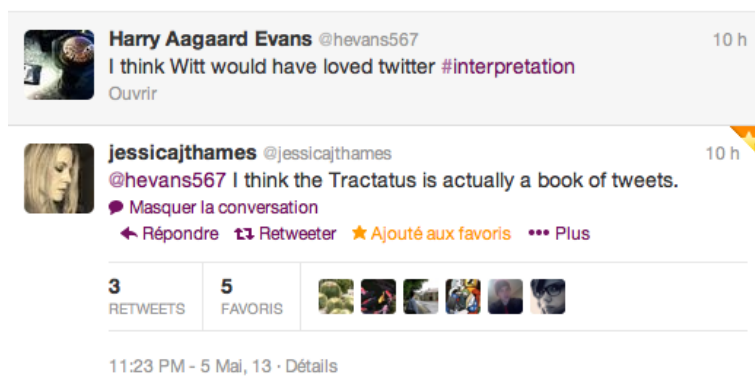 Harry Aagaard Evans @hevans567 10 h
I think Witt would have loved twitter #interpretation
Ouvrir
jessicajthames @jessicajthames 10 h
@hevans567 I think the Tractatus is actually a book of tweets.
Masquer la conversation
Répondre Retweeter Ajouté aux favoris Plus
3 5
RETWEETS FAVORIS
11:23 PM - 5 Mai, 13 · Détails